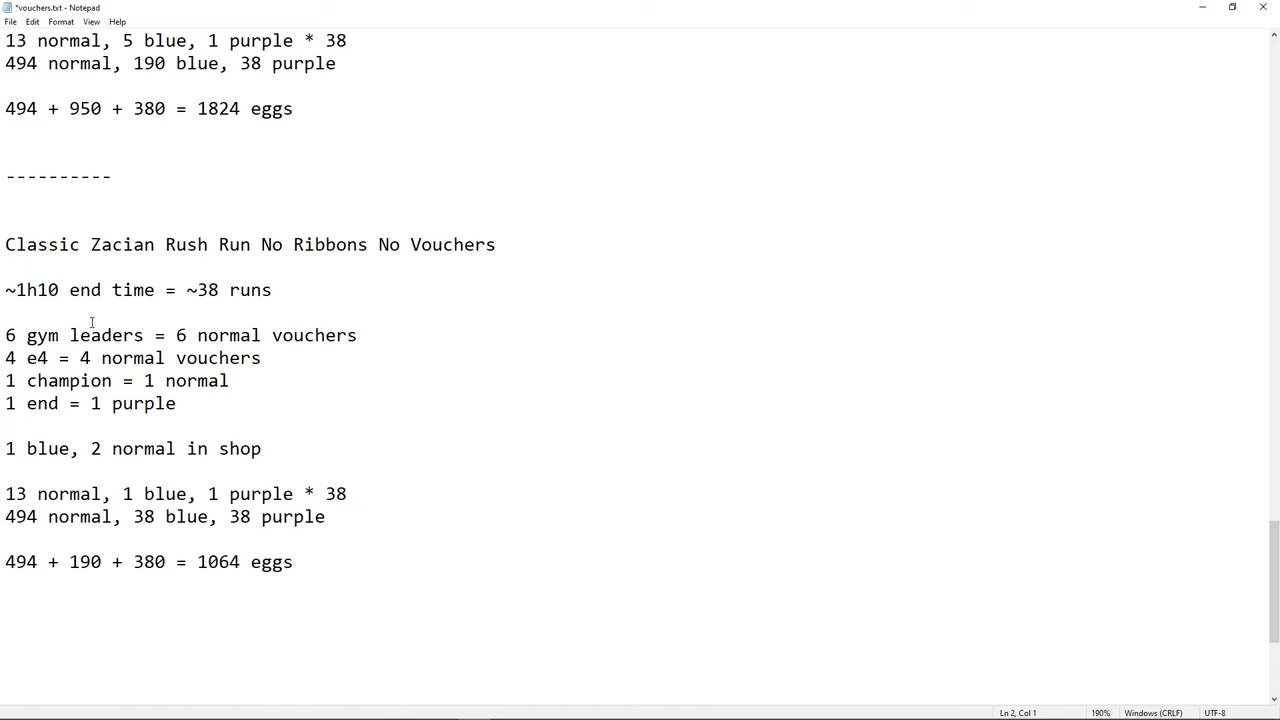 *vouchers.txt - Notepad
File Edit Format View Help
13 normal, 5 blue, 1 purple * 38
494 normal, 190 blue, 38 purple
494 + 950 + 380 = 1824 eggs
----------
Classic Zacian Rush Run No Ribbons No Vouchers
~1h10 end time = ~38 runs
6 gym leaders = 6 normal vouchers
4 e4 = 4 normal vouchers
1 champion = 1 normal
1 end = 1 purple
1 blue, 2 normal in shop
13 normal, 1 blue, 1 purple * 38
494 normal, 38 blue, 38 purple
494 + 190 + 380 = 1064 eggs
Ln 2, Col 1 190% Windows (CRLF) UTF-8